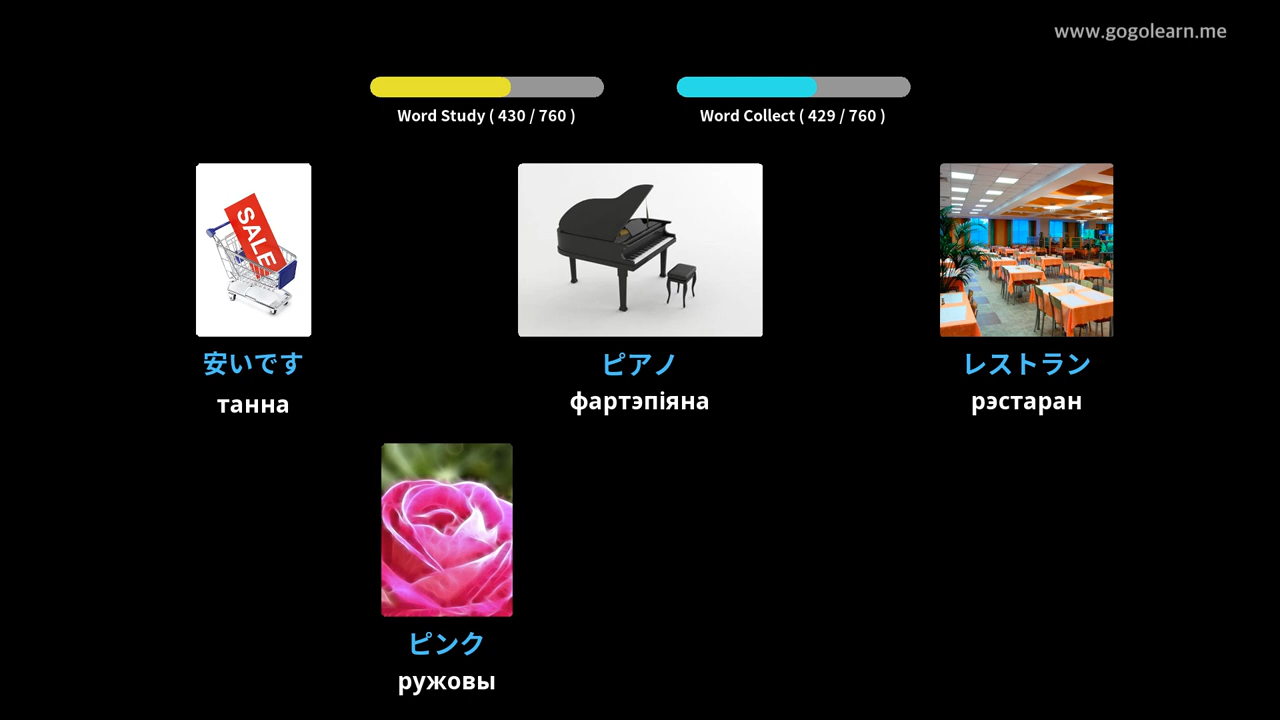 www.gogolearn.me
Word Study ( 430 / 760 )
Word Collect ( 429 / 760 )
SALE
安いです
танна
ピアノ
фартэпіяна
レストラン
рэстаран
ピンク
ружовы